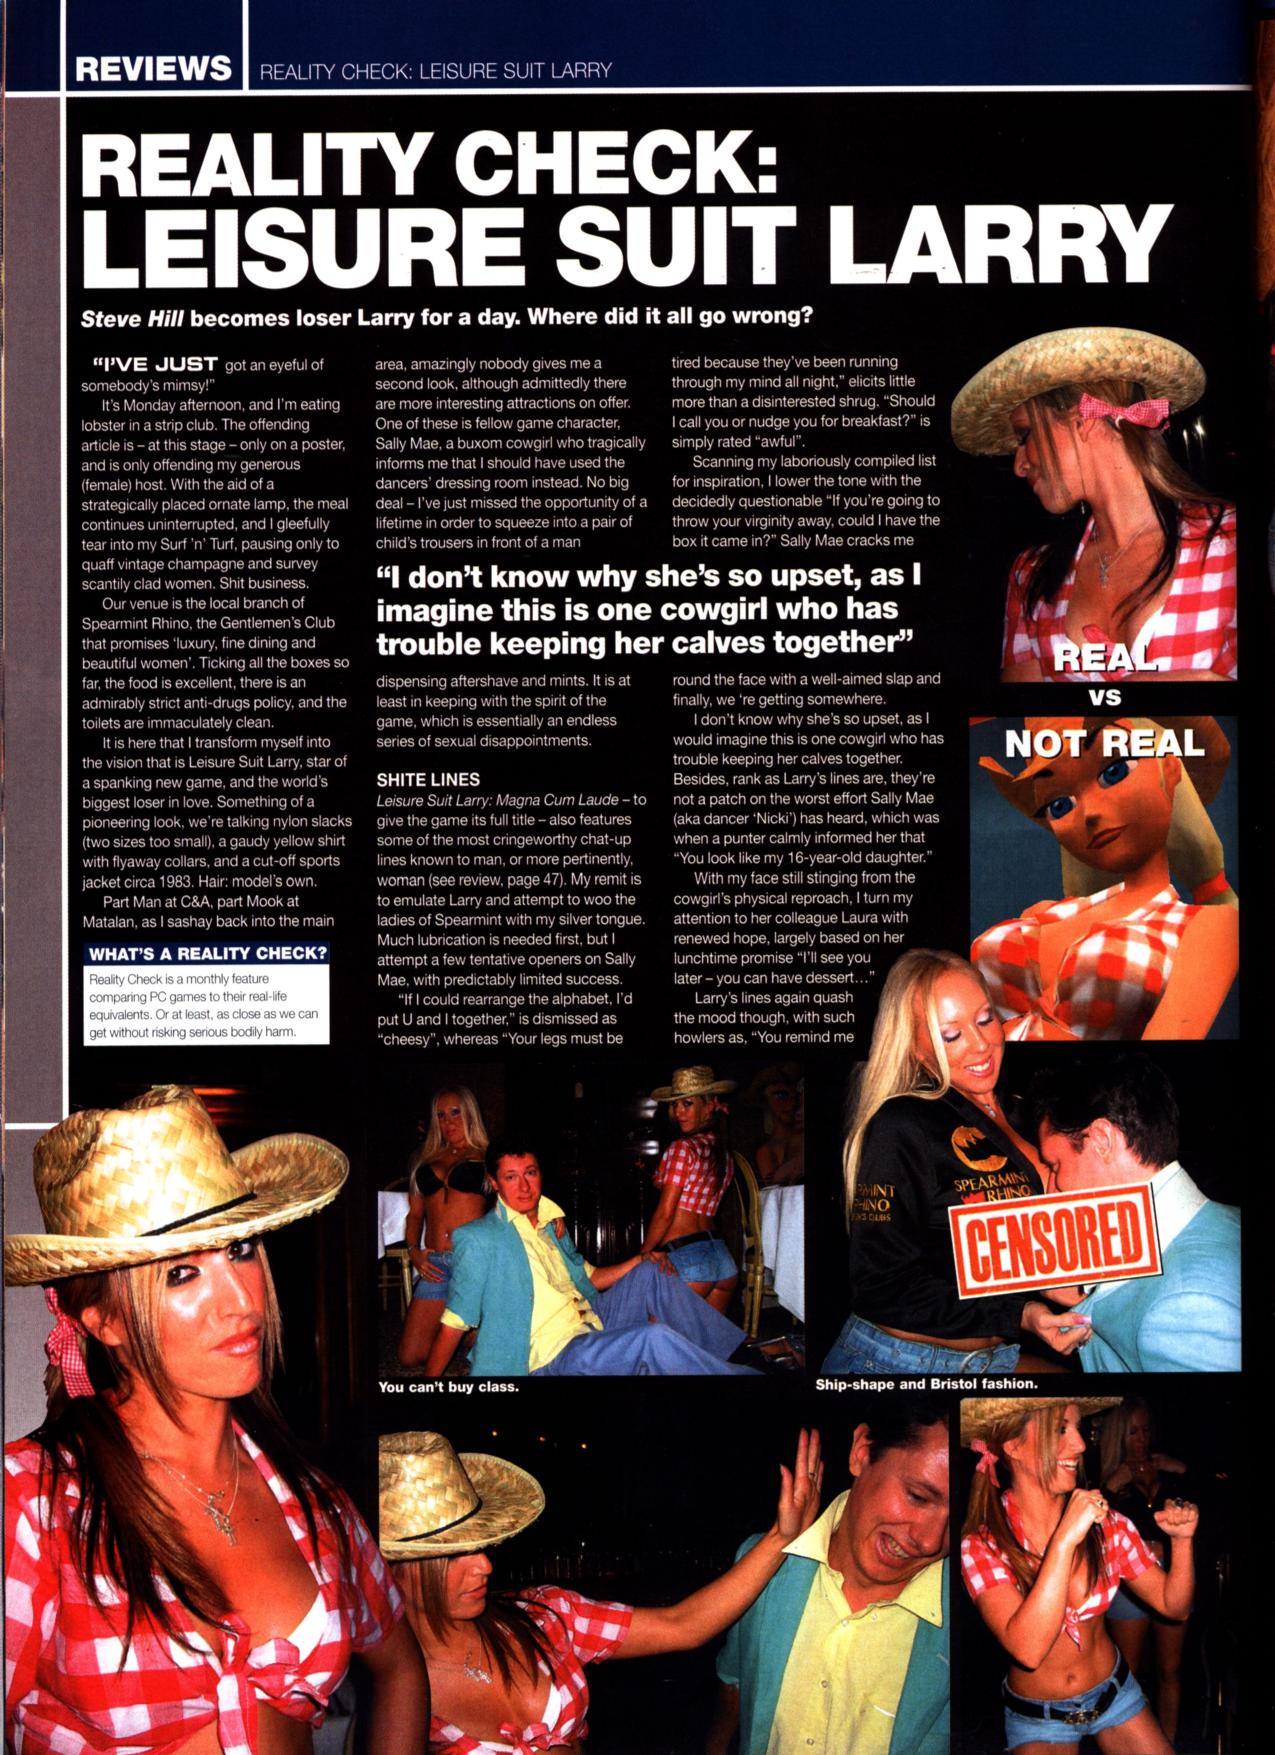 REVIEWS
REALITY CHECK: LEISURE SUIT LARRY
REALITY CHECK:
LEISURE SUIT LARRY
Steve Hill becomes loser Larry for a day. Where did it all go wrong?
“I’VE JUST got an eyeful of
somebody’s mimsy!”
It’s Monday afternoon, and I’m eating
lobster in a strip club. The offending
article is – at this stage – only on a poster,
and is only offending my generous
(female) host. With the aid of a
strategically placed ornate lamp, the meal
continues uninterrupted, and I gleefully
tear into my Surf ’n’ Turf, pausing only to
quaff vintage champagne and survey
scantily clad women. Shit business.
Our venue is the local branch of
Spearmint Rhino, the Gentlemen’s Club
that promises ‘luxury, fine dining and
beautiful women’. Ticking all the boxes so
far, the food is excellent, there is an
admirably strict anti-drugs policy, and the
toilets are immaculately clean.
It is here that I transform myself into
the vision that is Leisure Suit Larry, star of
a spanking new game, and the world’s
biggest loser in love. Something of a
pioneering look, we’re talking nylon slacks
(two sizes too small), a gaudy yellow shirt
with flyaway collars, and a cut-off sports
jacket circa 1983. Hair: model’s own.
Part Man at C&A, part Mook at
Matalan, as I sashay back into the main
WHAT’S A REALITY CHECK?
Reality Check is a monthly feature
comparing PC games to their real-life
equivalents. Or at least, as close as we can
get without risking serious bodily harm.
area, amazingly nobody gives me a
second look, although admittedly there
are more interesting attractions on offer.
One of these is fellow game character,
Sally Mae, a buxom cowgirl who tragically
informs me that I should have used the
dancers’ dressing room instead. No big
deal – I’ve just missed the opportunity of a
lifetime in order to squeeze into a pair of
child’s trousers in front of a man
“I don’t know why she’s so upset, as I
imagine this is one cowgirl who has
trouble keeping her calves together”
dispensing aftershave and mints. It is at
least in keeping with the spirit of the
game, which is essentially an endless
series of sexual disappointments.
SHITE LINES
Leisure Suit Larry: Magna Cum Laude – to
give the game its full title – also features
some of the most cringeworthy chat-up
lines known to man, or more pertinently,
woman (see review, page 47). My remit is
to emulate Larry and attempt to woo the
ladies of Spearmint with my silver tongue.
Much lubrication is needed first, but I
attempt a few tentative openers on Sally
Mae, with predictably limited success.
“If I could rearrange the alphabet, I’d
put U and I together,” is dismissed as
“cheesy”, whereas “Your legs must be
tired because they’ve been running
through my mind all night,” elicits little
more than a disinterested shrug. “Should
I call you or nudge you for breakfast?” is
simply rated “awful”.
Scanning my laboriously compiled list
for inspiration, I lower the tone with the
decidedly questionable “If you’re going to
throw your virginity away, could I have the
box it came in?” Sally Mae cracks me
round the face with a well-aimed slap and
finally, we ’re getting somewhere.
I don’t know why she’s so upset, as I
would imagine this is one cowgirl who has
trouble keeping her calves together.
Besides, rank as Larry’s lines are, they’re
not a patch on the worst effort Sally Mae
(aka dancer ‘Nicki’) has heard, which was
when a punter calmly informed her that
“You look like my 16-year-old daughter.”
With my face still stinging from the
cowgirl’s physical reproach, I turn my
attention to her colleague Laura with
renewed hope, largely based on her
lunchtime promise “I’ll see you
later – you can have dessert…”
Larry’s lines again quash
the mood though, with such
howlers as, “You remind me
REAL
VS
NOT REAL
SPEARMINT
RHINO
CENSORED
You can’t buy class.
Ship-shape and Bristol fashion.